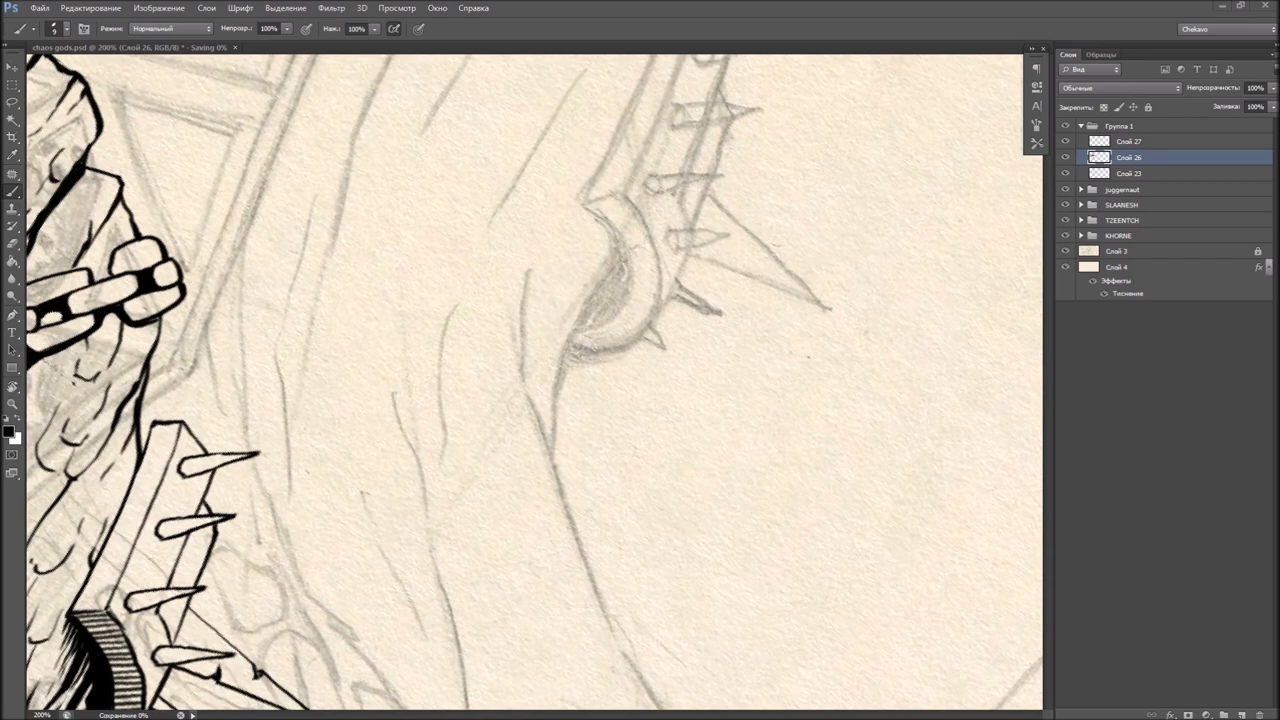 Ps Файл Редактирование Изображение Слои Шрифт Выделение Фильтр 3D Просмотр Окно Справка
9 Режим: Нормальный Непрозр.: 100% Наж.: 100% Chekavo
chaos gods.psd @ 200% (Слой 26, RGB/8) * - Saving 0% ×
Слои Образцы
Вид
Обычные Непрозрачность: 100%
Закрепить: Заливка: 100%
Группа 1
Слой 27
Слой 26
Слой 23
juggernaut
SLAANESH
TZEENTCH
KHORNE
Слой 3
Слой 4 fx
Эффекты
Тиснение
200% Сохранение 0%